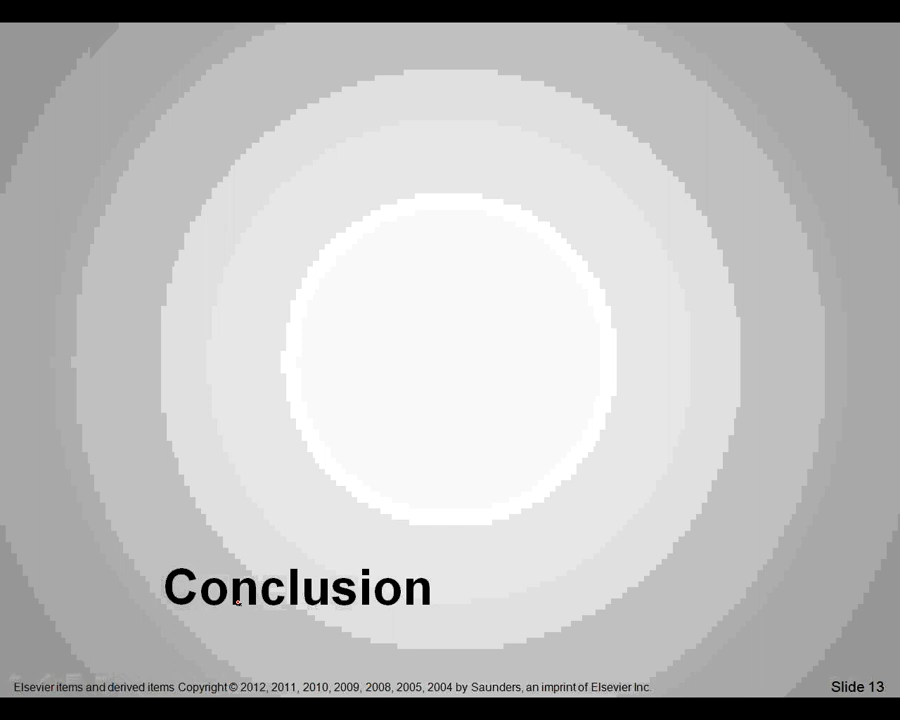 Conclusion
Elsevier items and derived items Copyright © 2012, 2011, 2010, 2009, 2008, 2005, 2004 by Saunders, an imprint of Elsevier Inc.
Slide 13